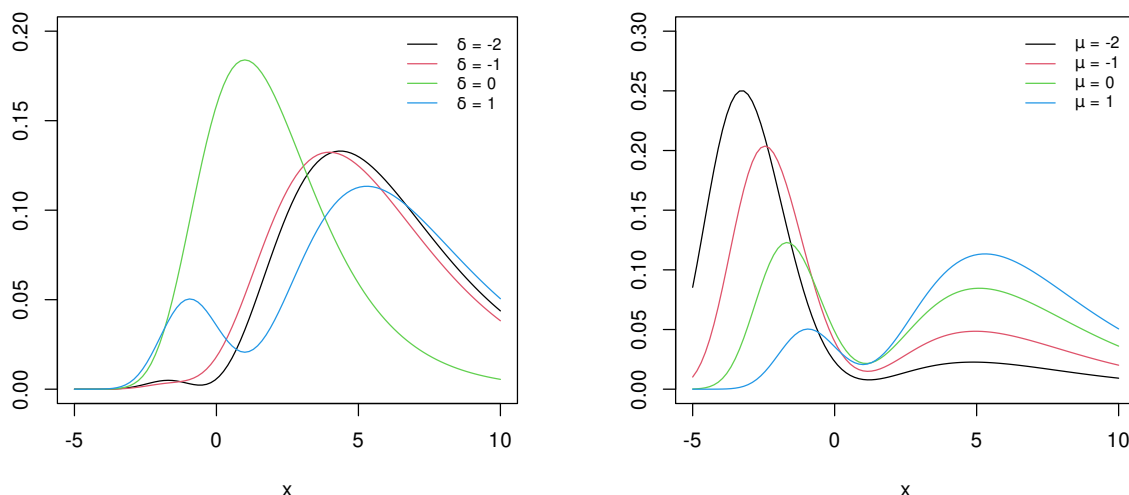 0.20
0.15
0.10
0.05
0.00
-5
0
5
10
x
δ = -2
δ = -1
δ = 0
δ = 1
0.30
0.25
0.20
0.15
0.10
0.05
0.00
-5
0
5
10
x
μ = -2
μ = -1
μ = 0
μ = 1